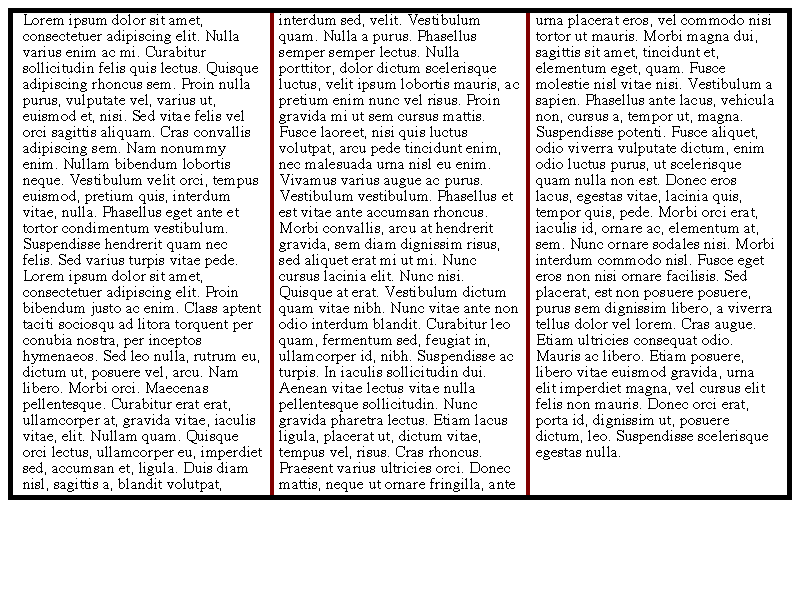 Lorem ipsum dolor sit amet,
consectetuer adipiscing elit. Nulla
varius enim ac mi. Curabitur
sollicitudin felis quis lectus. Quisque
adipiscing rhoncus sem. Proin nulla
purus, vulputate vel, varius ut,
euismod et, nisi. Sed vitae felis vel
orci sagittis aliquam. Cras convallis
adipiscing sem. Nam nonummy
enim. Nullam bibendum lobortis
neque. Vestibulum velit orci, tempus
euismod, pretium quis, interdum
vitae, nulla. Phasellus eget ante et
tortor condimentum vestibulum.
Suspendisse hendrerit quam nec
felis. Sed varius turpis vitae pede.
Lorem ipsum dolor sit amet,
consectetuer adipiscing elit. Proin
bibendum justo ac enim. Class aptent
taciti sociosqu ad litora torquent per
conubia nostra, per inceptos
hymenaeos. Sed leo nulla, rutrum eu,
dictum ut, posuere vel, arcu. Nam
libero. Morbi orci. Maecenas
pellentesque. Curabitur erat erat,
ullamcorper at, gravida vitae, iaculis
vitae, elit. Nullam quam. Quisque
orci lectus, ullamcorper eu, imperdiet
sed, accumsan et, ligula. Duis diam
nisl, sagittis a, blandit volutpat,
interdum sed, velit. Vestibulum
quam. Nulla a purus. Phasellus
semper semper lectus. Nulla
porttitor, dolor dictum scelerisque
luctus, velit ipsum lobortis mauris, ac
pretium enim nunc vel risus. Proin
gravida mi ut sem cursus mattis.
Fusce laoreet, nisi quis luctus
volutpat, arcu pede tincidunt enim,
nec malesuada urna nisl eu enim.
Vivamus varius augue ac purus.
Vestibulum vestibulum. Phasellus et
est vitae ante accumsan rhoncus.
Morbi convallis, arcu at hendrerit
gravida, sem diam dignissim risus,
sed aliquet erat mi ut mi. Nunc
cursus lacinia elit. Nunc nisi.
Quisque at erat. Vestibulum dictum
quam vitae nibh. Nunc vitae ante non
odio interdum blandit. Curabitur leo
quam, fermentum sed, feugiat in,
ullamcorper id, nibh. Suspendisse ac
turpis. In iaculis sollicitudin dui.
Aenean vitae lectus vitae nulla
pellentesque sollicitudin. Nunc
gravida pharetra lectus. Etiam lacus
ligula, placerat ut, dictum vitae,
tempus vel, risus. Cras rhoncus.
Praesent varius ultricies orci. Donec
mattis, neque ut ornare fringilla, ante
urna placerat eros, vel commodo nisi
tortor ut mauris. Morbi magna dui,
sagittis sit amet, tincidunt et,
elementum eget, quam. Fusce
molestie nisl vitae nisi. Vestibulum a
sapien. Phasellus ante lacus, vehicula
non, cursus a, tempor ut, magna.
Suspendisse potenti. Fusce aliquet,
odio viverra vulputate dictum, enim
odio luctus purus, ut scelerisque
quam nulla non est. Donec eros
lacus, egestas vitae, lacinia quis,
tempor quis, pede. Morbi orci erat,
iaculis id, ornare ac, elementum at,
sem. Nunc ornare sodales nisi. Morbi
interdum commodo nisl. Fusce eget
eros non nisi ornare facilisis. Sed
placerat, est non posuere posuere,
purus sem dignissim libero, a viverra
tellus dolor vel lorem. Cras augue.
Etiam ultricies consequat odio.
Mauris ac libero. Etiam posuere,
libero vitae euismod gravida, urna
elit imperdiet magna, vel cursus elit
felis non mauris. Donec orci erat,
porta id, dignissim ut, posuere
dictum, leo. Suspendisse scelerisque
egestas nulla.